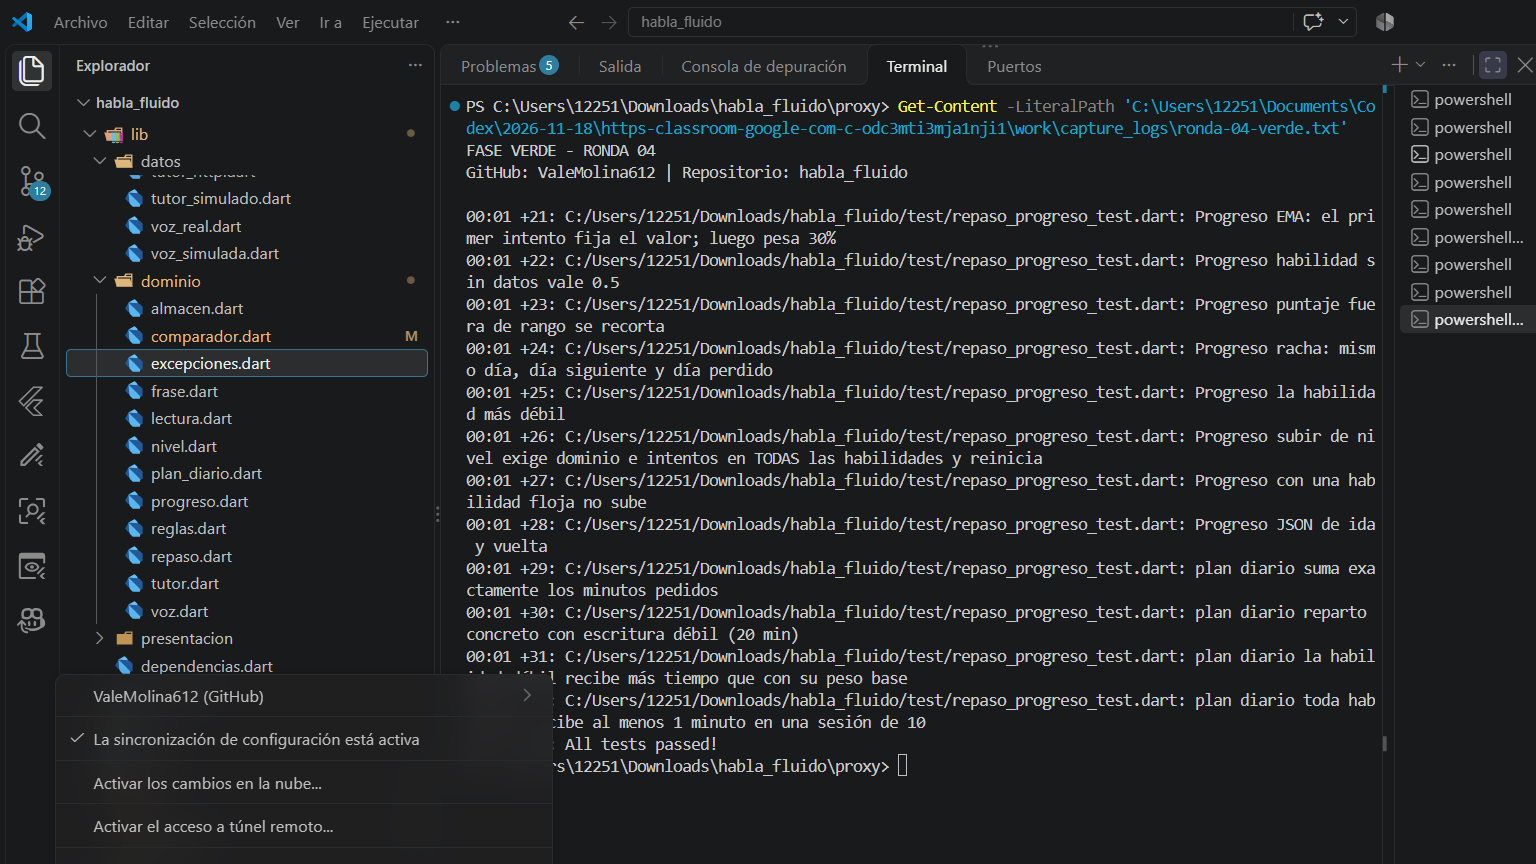 Archivo Editar Selección Ver Ir a Ejecutar ··· habla_fluido
Explorador ···
habla_fluido
lib
datos
tutor_http.dart
tutor_simulado.dart
voz_real.dart
voz_simulada.dart
dominio
almacen.dart
comparador.dart M
excepciones.dart
frase.dart
lectura.dart
nivel.dart
plan_diario.dart
progreso.dart
reglas.dart
repaso.dart
tutor.dart
voz.dart
presentacion
dependencias.dart
12
ValeMolina612 (GitHub)
La sincronización de configuración está activa
Activar los cambios en la nube...
Activar el acceso a túnel remoto...
Problemas 5 Salida Consola de depuración Terminal Puertos
PS C:\Users\12251\Downloads\habla_fluido\proxy> Get-Content -LiteralPath 'C:\Users\12251\Documents\Co
dex\2026-11-18\https-classroom-google-com-c-odc3mti3mja1nji1\work\capture_logs\ronda-04-verde.txt'
FASE VERDE - RONDA 04
GitHub: ValeMolina612 | Repositorio: habla_fluido
00:01 +21: C:/Users/12251/Downloads/habla_fluido/test/repaso_progreso_test.dart: Progreso EMA: el pri
mer intento fija el valor; luego pesa 30%
00:01 +22: C:/Users/12251/Downloads/habla_fluido/test/repaso_progreso_test.dart: Progreso habilidad s
in datos vale 0.5
00:01 +23: C:/Users/12251/Downloads/habla_fluido/test/repaso_progreso_test.dart: Progreso puntaje fue
ra de rango se recorta
00:01 +24: C:/Users/12251/Downloads/habla_fluido/test/repaso_progreso_test.dart: Progreso racha: mism
o día, día siguiente y día perdido
00:01 +25: C:/Users/12251/Downloads/habla_fluido/test/repaso_progreso_test.dart: Progreso la habilida
d más débil
00:01 +26: C:/Users/12251/Downloads/habla_fluido/test/repaso_progreso_test.dart: Progreso subir de ni
vel exige dominio e intentos en TODAS las habilidades y reinicia
00:01 +27: C:/Users/12251/Downloads/habla_fluido/test/repaso_progreso_test.dart: Progreso con una hab
ilidad floja no sube
00:01 +28: C:/Users/12251/Downloads/habla_fluido/test/repaso_progreso_test.dart: Progreso JSON de ida
y vuelta
00:01 +29: C:/Users/12251/Downloads/habla_fluido/test/repaso_progreso_test.dart: plan diario suma exa
ctamente los minutos pedidos
00:01 +30: C:/Users/12251/Downloads/habla_fluido/test/repaso_progreso_test.dart: plan diario reparto
concreto con escritura débil (20 min)
00:01 +31: C:/Users/12251/Downloads/habla_fluido/test/repaso_progreso_test.dart: plan diario la habil
recibe más tiempo que con su peso base
: C:/Users/12251/Downloads/habla_fluido/test/repaso_progreso_test.dart: plan diario toda hab
cibe al menos 1 minuto en una sesión de 10
: All tests passed!
rs\12251\Downloads\habla_fluido\proxy>
powershell
powershell
powershell
powershell
powershell
powershell...
powershell
powershell
powershell...